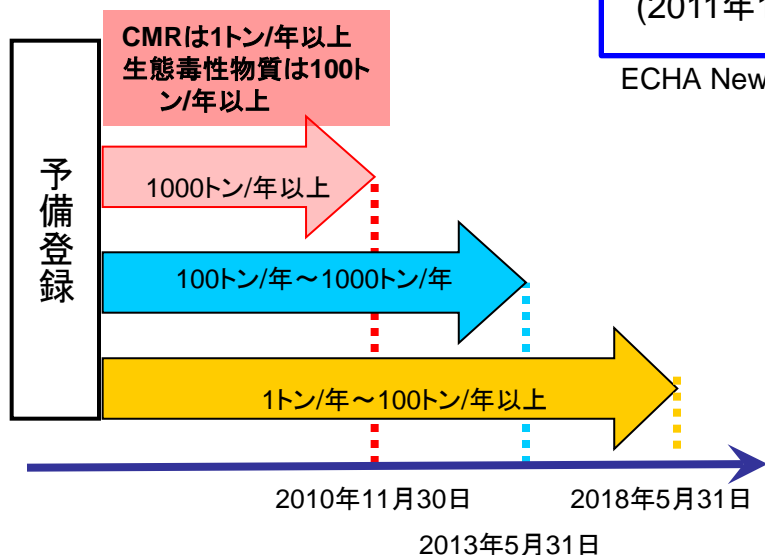 (2011年
ECHA New
CMRは1トン/年以上
生態毒性物質は100ト
ン/年以上
予備登録
1000トン/年以上
100トン/年～1000トン/年
1トン/年～100トン/年以上
2010年11月30日
2018年5月31日
2013年5月31日